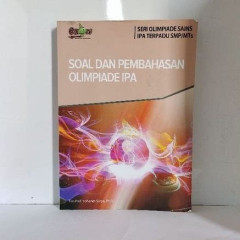 SERI OLIMPIADE SAINS
IPA TERPADU SMP/MTs
SOAL DAN PEMBAHASAN
OLIMPIADE IPA